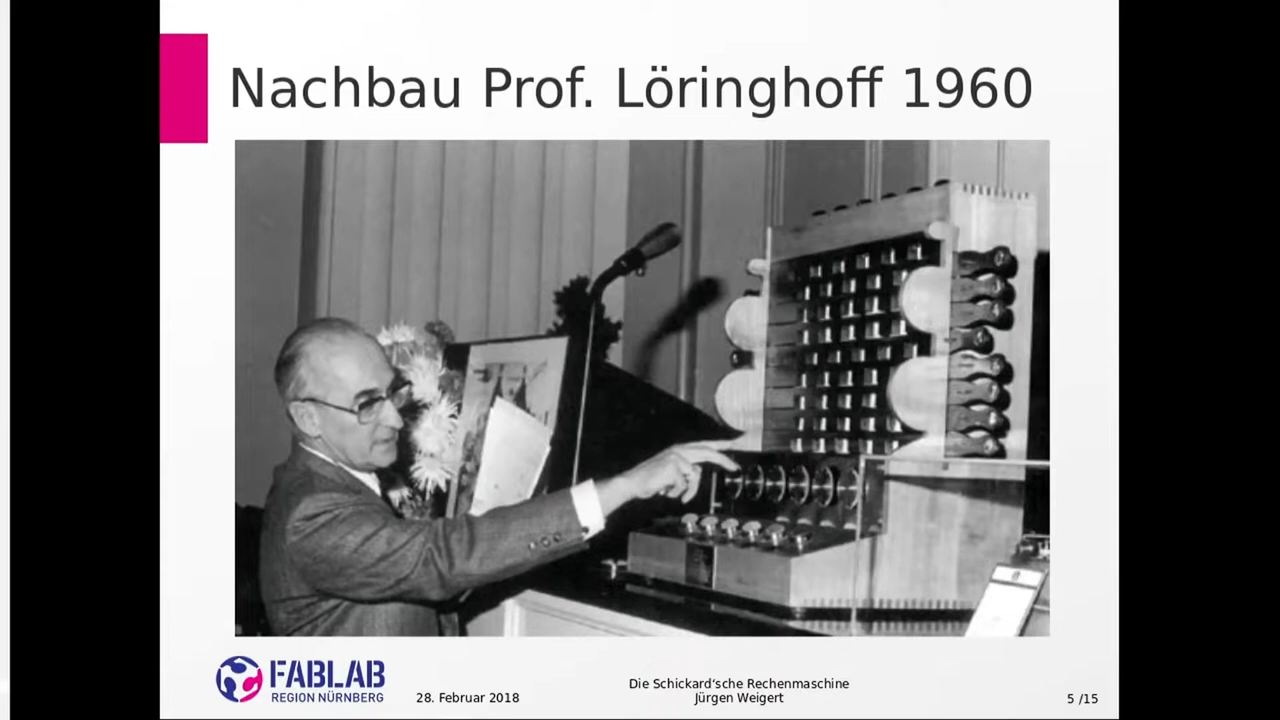 Nachbau Prof. Löringhoff 1960
FABLAB
REGION NÜRNBERG
28. Februar 2018
Die Schickard‘sche Rechenmaschine
Jürgen Weigert
5 /15